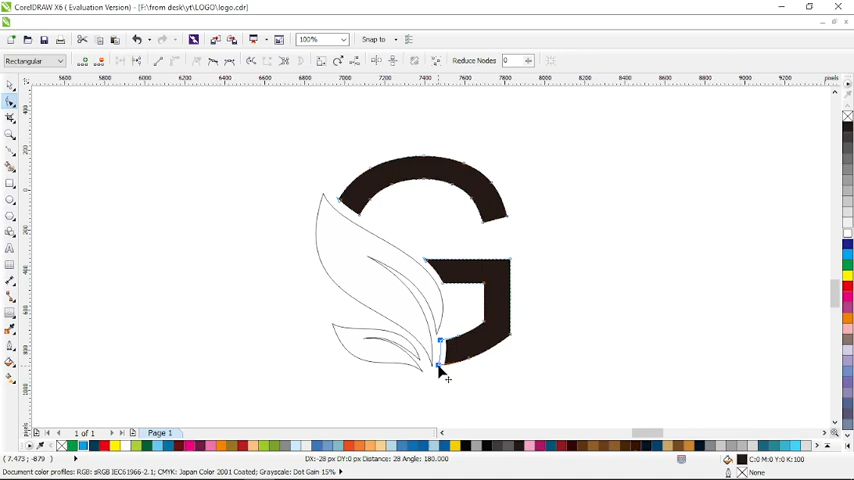 CorelDRAW X6 ( Evaluation Version) - [F:\from desk\yt\LOGO\logo.cdr]
100% Snap to
Rectangular Reduce Nodes 0
5600 5800 6000 6200 6400 6600 6800 7000 7200 7400 7600 7800 8000 8200 8400 8600 8800 9000 9200 pixels
1 of 1 Page 1
( 7.473, -879 ) DX:-28 px DY:0 px Distance: 28 Angle: 180.000 C:0 M:0 Y:0 K:100
Document color profiles: RGB: sRGB IEC61966-2.1; CMYK: Japan Color 2001 Coated; Grayscale: Dot Gain 15% None